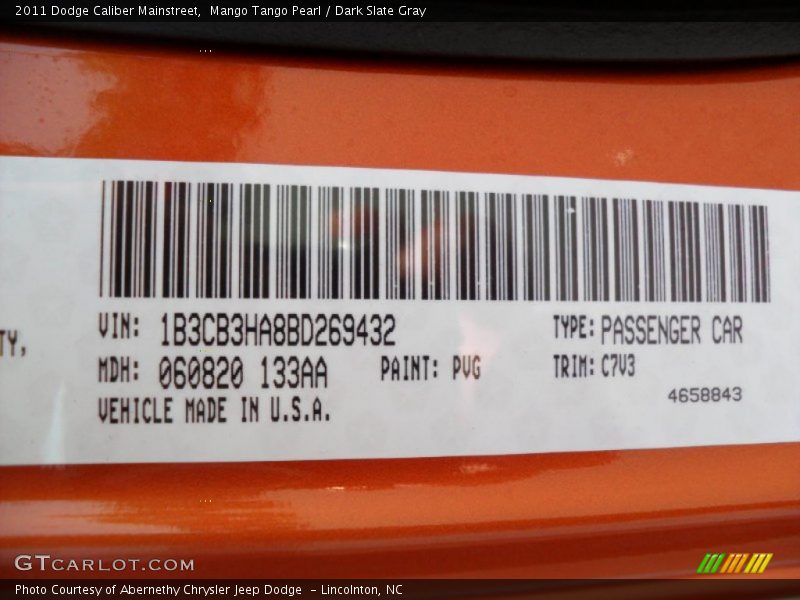 2011 Dodge Caliber Mainstreet,  Mango Tango Pearl / Dark Slate Gray
TY,
VIN: 1B3CB3HA8BD269432
TYPE: PASSENGER CAR
MDH: 060820 133AA
PAINT: PVG
TRIM: C7V3
4658843
VEHICLE MADE IN U.S.A.
GTCARLOT.COM
Photo Courtesy of Abernethy Chrysler Jeep Dodge  - Lincolnton, NC